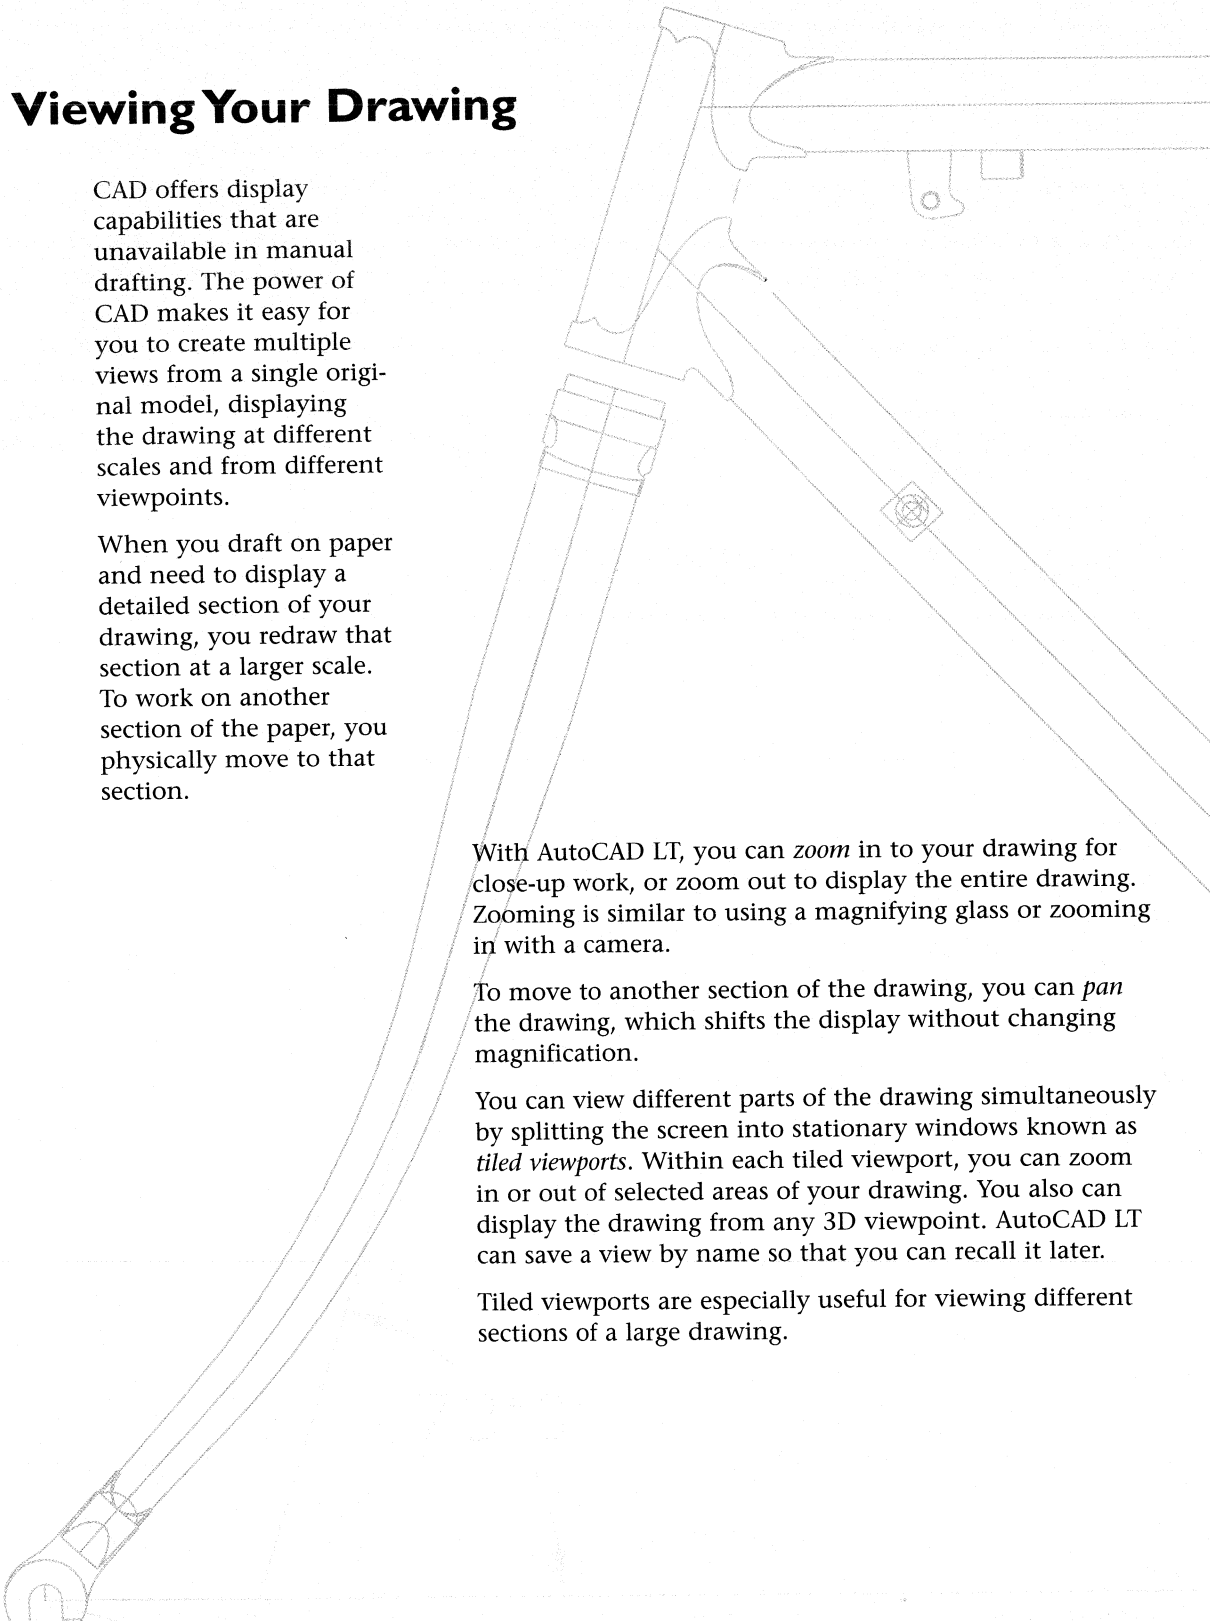 Viewing Your Drawing
CAD offers display
capabilities that are
unavailable in manual
drafting. The power of
CAD makes it easy for
you to create multiple
views from a single origi-
nal model, displaying
the drawing at different
scales and from different
viewpoints.
When you draft on paper
and need to display a
detailed section of your
drawing, you redraw that
section at a larger scale.
To work on another
section of the paper, you
physically move to that
section.
With AutoCAD LT, you can zoom in to your drawing for
close-up work, or zoom out to display the entire drawing.
Zooming is similar to using a magnifying glass or zooming
in with a camera.
To move to another section of the drawing, you can pan
the drawing, which shifts the display without changing
magnification.
You can view different parts of the drawing simultaneously
by splitting the screen into stationary windows known as
tiled viewports. Within each tiled viewport, you can zoom
in or out of selected areas of your drawing. You also can
display the drawing from any 3D viewpoint. AutoCAD LT
can save a view by name so that you can recall it later.
Tiled viewports are especially useful for viewing different
sections of a large drawing.